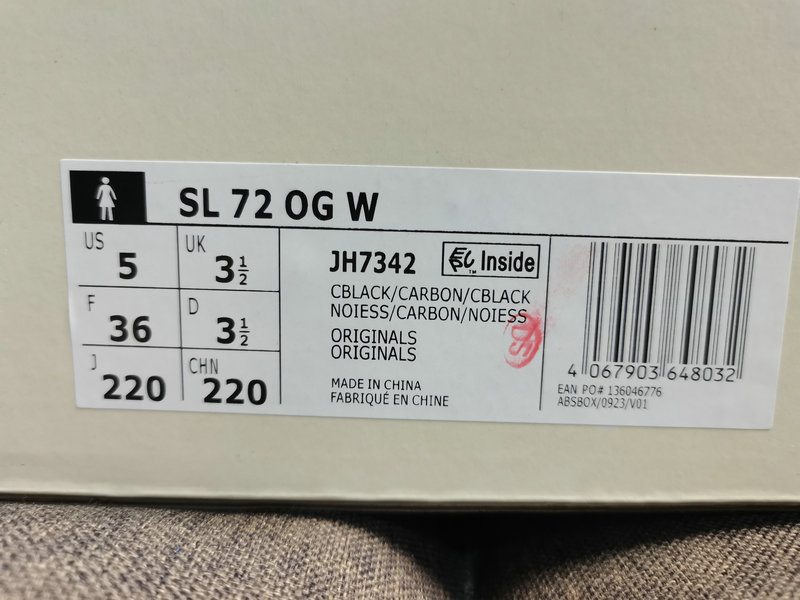 SL 72 OG W
US 5 UK 3 1/2
F 36 D 3 1/2
J 220 CHN 220
JH7342 Inside
CBLACK/CARBON/CBLACK
NOIESS/CARBON/NOIESS
ORIGINALS
ORIGINALS
MADE IN CHINA
FABRIQUÉ EN CHINE
4 067903 648032
EAN PO# 136046776
ABSBOX/0923/V01